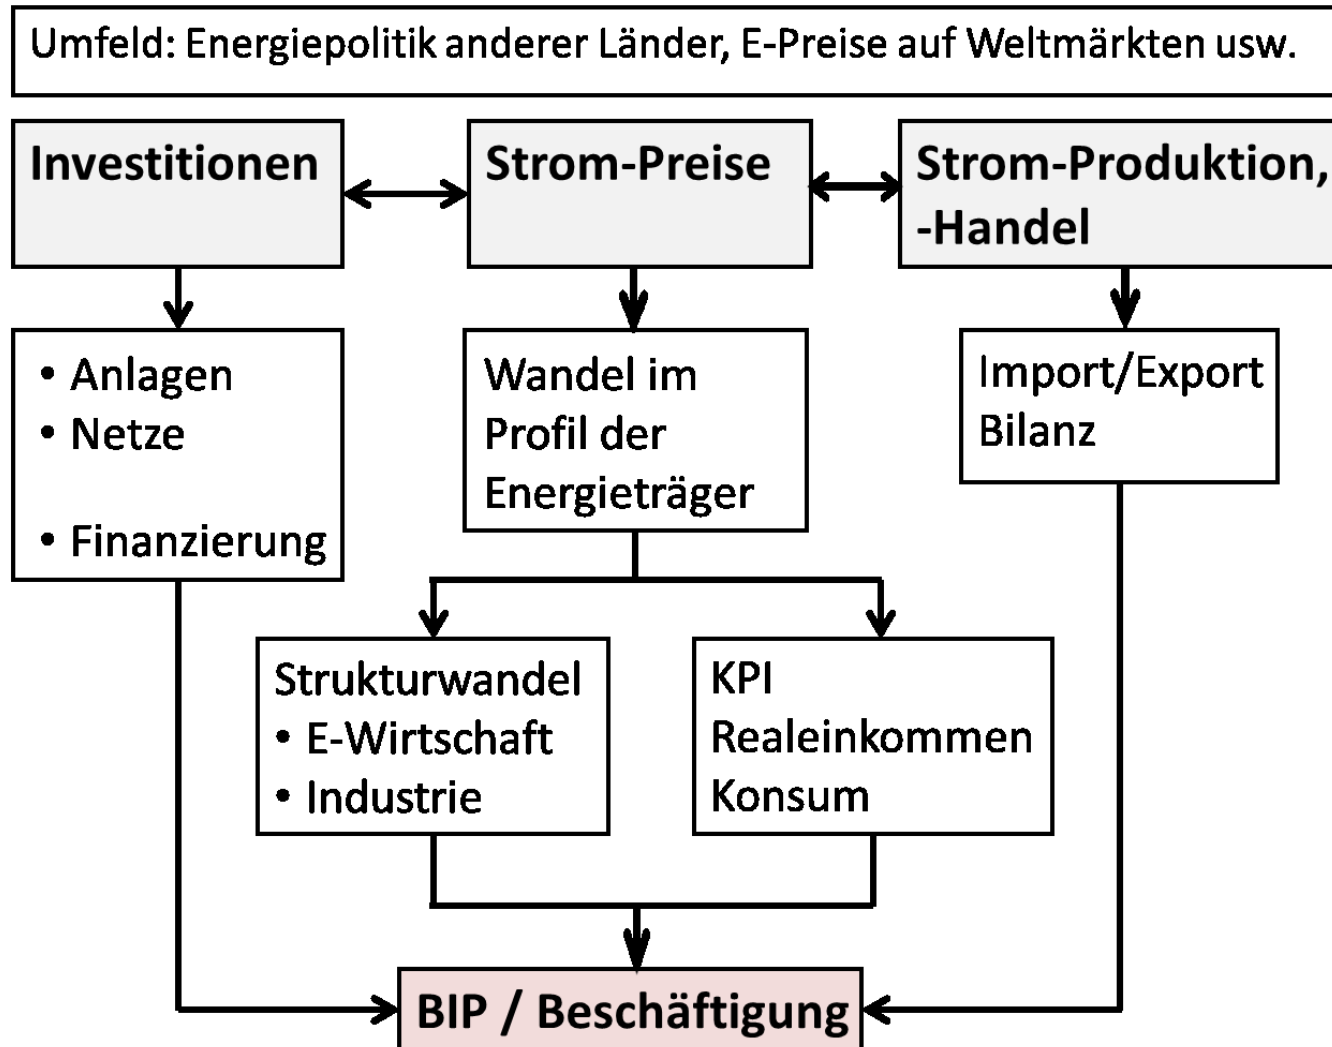 Umfeld: Energiepolitik anderer Länder, E-Preise auf Weltmärkten usw.
Investitionen
Strom-Preise
Strom-Produktion,
-Handel
• Anlagen
• Netze
• Finanzierung
Wandel im
Profil der
Energieträger
Import/Export
Bilanz
Strukturwandel
• E-Wirtschaft
• Industrie
KPI
Realeinkommen
Konsum
BIP / Beschäftigung